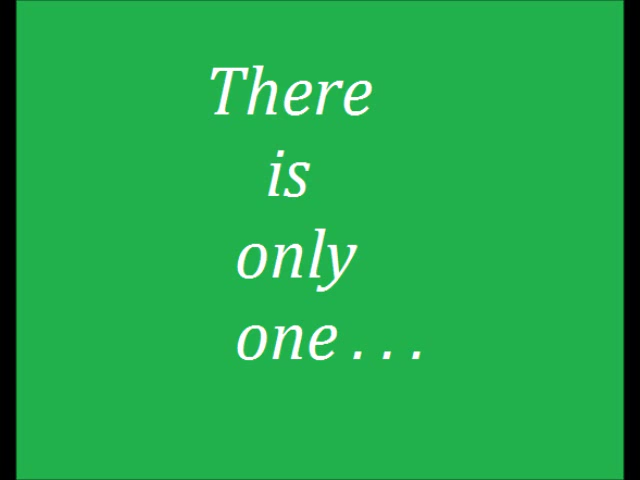 There
is
only
one . . .